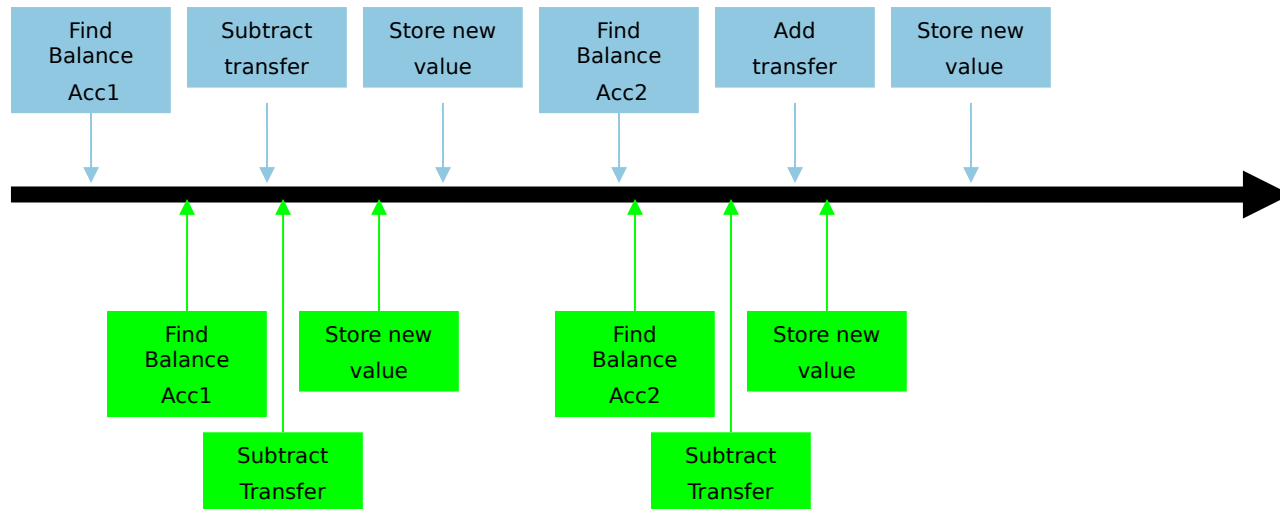 Find
Balance
Acc1
Subtract
transfer
Store new
value
Find
Balance
Acc2
Add
transfer
Store new
value
Find
Balance
Acc1
Store new
value
Find
Balance
Acc2
Store new
value
Subtract
Transfer
Subtract
Transfer